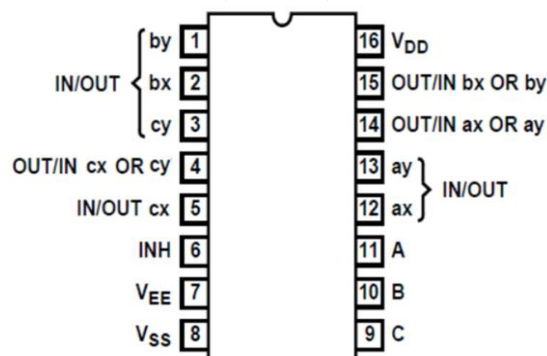 by 1 16 VDD
IN/OUT bx 2 15 OUT/IN bx OR by
cy 3 14 OUT/IN ax OR ay
OUT/IN cx OR cy 4 13 ay
IN/OUT
IN/OUT cx 5 12 ax
INH 6 11 A
VEE 7 10 B
VSS 8 9 C